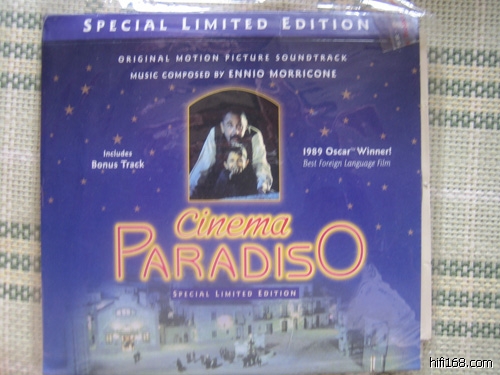 SPECIAL LIMITED EDITION
ORIGINAL MOTION PICTURE SOUNDTRACK
MUSIC COMPOSED BY ENNIO MORRICONE
Includes
Bonus Track
1989 Oscar™ Winner!
Best Foreign Language Film
Cinema
PARADISO
SPECIAL LIMITED EDITION
hifi168.com